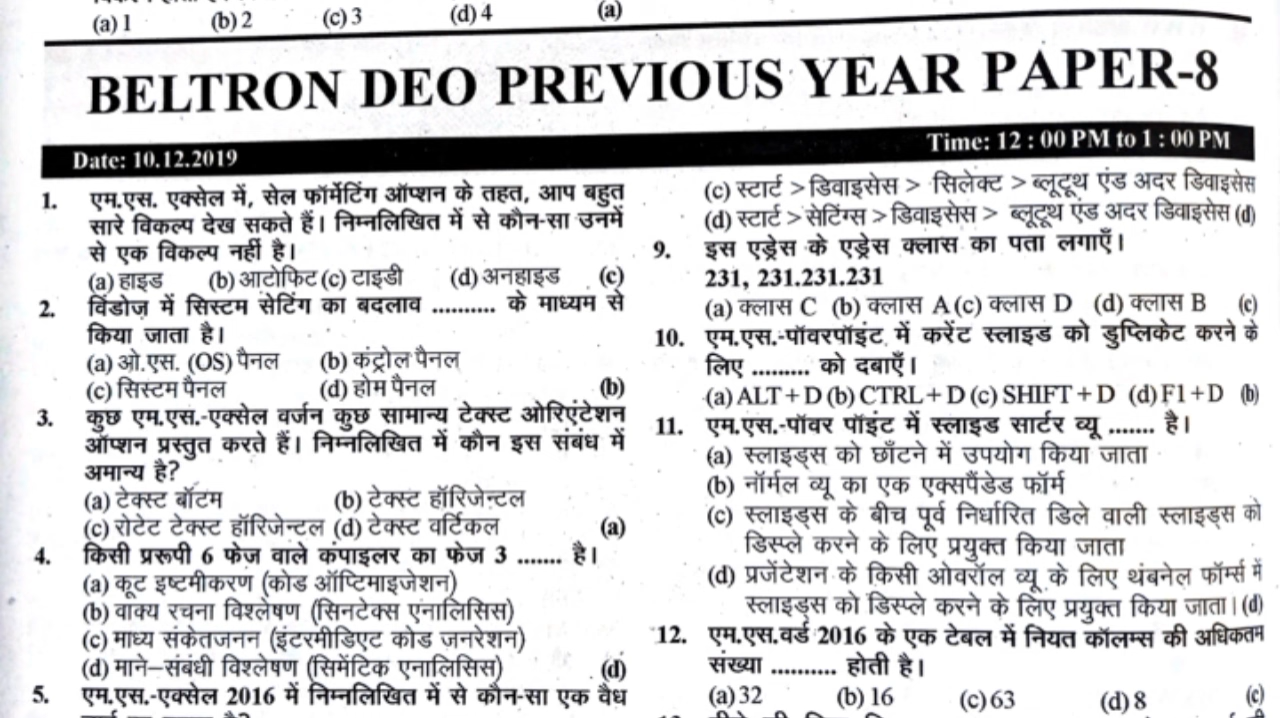 (a) 1 (b) 2 (c) 3 (d) 4 (a)
BELTRON DEO PREVIOUS YEAR PAPER-8
Date: 10.12.2019 Time: 12 : 00 PM to 1 : 00 PM
1. एम.एस. एक्सेल में, सेल फॉर्मेटिंग ऑप्शन के तहत, आप बहुत
सारे विकल्प देख सकते हैं। निम्नलिखित में से कौन-सा उनमें
से एक विकल्प नहीं है।
(a) हाइड (b) आटोफिट (c) टाइडी (d) अनहाइड (c)
2. विंडोज़ में सिस्टम सेटिंग का बदलाव .......... के माध्यम से
किया जाता है।
(a) ओ.एस. (OS) पैनल (b) कंट्रोल पैनल
(c) सिस्टम पैनल (d) होम पैनल (b)
3. कुछ एम.एस.-एक्सेल वर्जन कुछ सामान्य टेक्स्ट ओरिएंटेशन
ऑप्शन प्रस्तुत करते हैं। निम्नलिखित में कौन इस संबंध में
अमान्य है?
(a) टेक्स्ट बॉटम (b) टेक्स्ट हॉरिजेन्टल
(c) रोटेट टेक्स्ट हॉरिजेन्टल (d) टेक्स्ट वर्टिकल (a)
4. किसी प्ररूपी 6 फेज वाले कंपाइलर का फेज 3 ....... है।
(a) कूट इष्टमीकरण (कोड ऑप्टिमाइजेशन)
(b) वाक्य रचना विश्लेषण (सिनटेक्स एनालिसिस)
(c) माध्य संकेतजनन (इंटरमीडिएट कोड जनरेशन)
(d) माने–संबंधी विश्लेषण (सिमेंटिक एनालिसिस) (d)
5. एम.एस.-एक्सेल 2016 में निम्नलिखित में से कौन-सा एक वैध
(c) स्टार्ट > डिवाइसेस > सिलेक्ट > ब्लूटूथ एंड अदर डिवाइसेस
(d) स्टार्ट > सेटिंग्स > डिवाइसेस > ब्लूटूथ एंड अदर डिवाइसेस (d)
9. इस एड्रेस के एड्रेस क्लास का पता लगाएँ।
231, 231.231.231
(a) क्लास C (b) क्लास A (c) क्लास D (d) क्लास B (c)
10. एम.एस.-पॉवरपॉइंट में करेंट स्लाइड को डुप्लिकेट करने के
लिए ......... को दबाएँ।
(a) ALT + D (b) CTRL + D (c) SHIFT + D (d) F1 + D (b)
11. एम.एस.-पॉवर पॉइंट में स्लाइड सार्टर व्यू ....... है।
(a) स्लाइड्स को छाँटने में उपयोग किया जाता
(b) नॉर्मल व्यू का एक एक्सपैंडेड फॉर्म
(c) स्लाइड्स के बीच पूर्व निर्धारित डिले वाली स्लाइड्स को
डिस्प्ले करने के लिए प्रयुक्त किया जाता
(d) प्रजेंटेशन के किसी ओवरॉल व्यू के लिए थंबनेल फॉर्म्स में
स्लाइड्स को डिस्प्ले करने के लिए प्रयुक्त किया जाता। (d)
12. एम.एस.वर्ड 2016 के एक टेबल में नियत कॉलम्स की अधिकतम
संख्या .......... होती है।
(a) 32 (b) 16 (c) 63 (d) 8 (c)